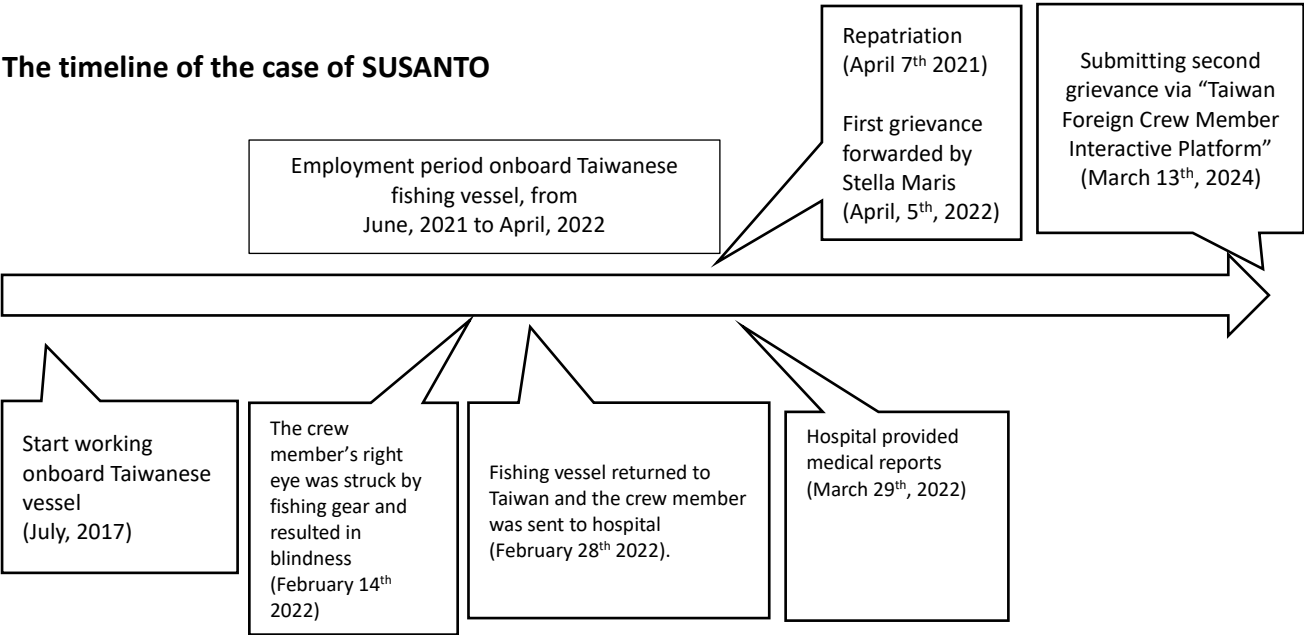 The timeline of the case of SUSANTO
Employment period onboard Taiwanese
fishing vessel, from
June, 2021 to April, 2022
Repatriation
(April 7th 2021)
First grievance
forwarded by
Stella Maris
(April, 5th, 2022)
Submitting second
grievance via “Taiwan
Foreign Crew Member
Interactive Platform”
(March 13th, 2024)
Start working
onboard Taiwanese
vessel
(July, 2017)
The crew
member’s right
eye was struck by
fishing gear and
resulted in
blindness
(February 14th
2022)
Fishing vessel returned to
Taiwan and the crew member
was sent to hospital
(February 28th 2022).
Hospital provided
medical reports
(March 29th, 2022)